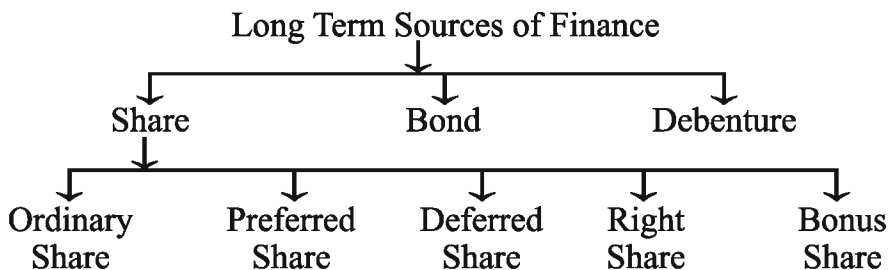 Long Term Sources of Finance
Share Bond Debenture
Ordinary Preferred Deferred Right Bonus
Share Share Share Share Share